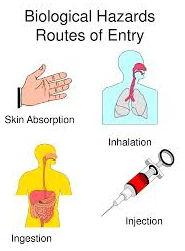 Biological Hazards
Routes of Entry
Skin Absorption
Inhalation
Ingestion
Injection